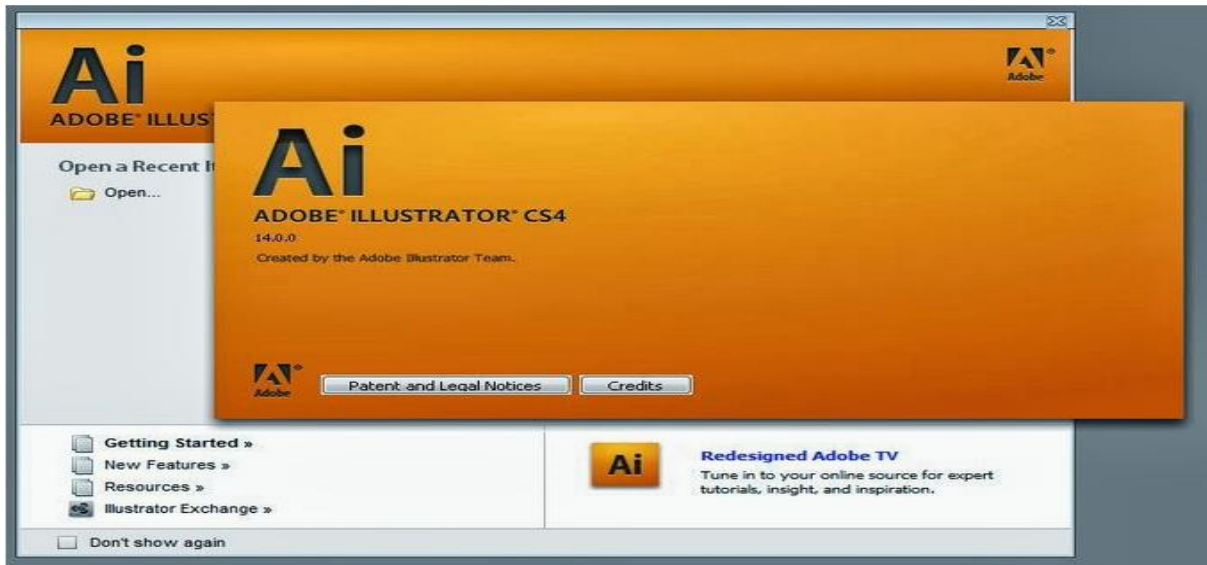 Ai
Adobe
ADOBE® ILLUS
Open a Recent It
Open...
Ai
ADOBE® ILLUSTRATOR® CS4
14.0.0
Created by the Adobe Illustrator Team.
Adobe
Patent and Legal Notices
Credits
Getting Started »
New Features »
Resources »
Illustrator Exchange »
Ai
Redesigned Adobe TV
Tune in to your online source for expert
tutorials, insight, and inspiration.
Don't show again